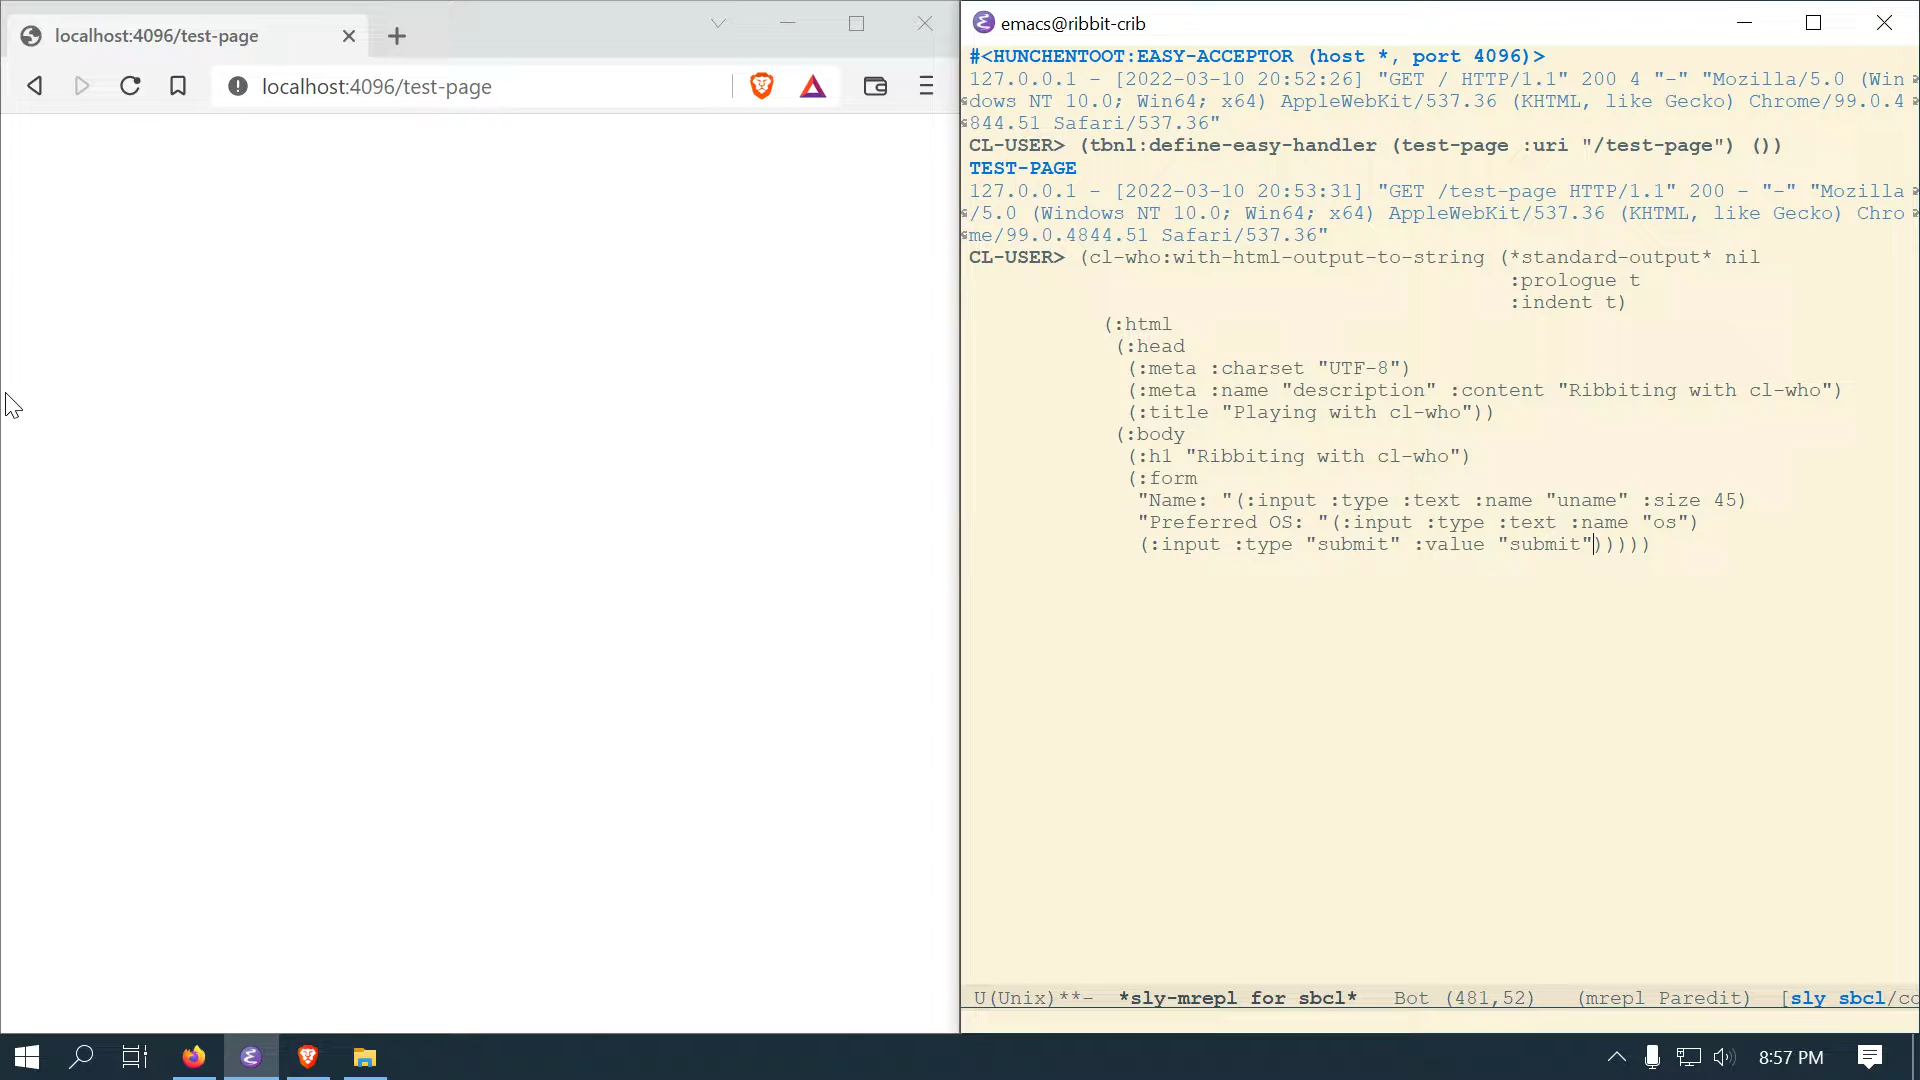 localhost:4096/test-page
localhost:4096/test-page
emacs@ribbit-crib
#<HUNCHENTOOT:EASY-ACCEPTOR (host *, port 4096)>
127.0.0.1 - [2022-03-10 20:52:26] "GET / HTTP/1.1" 200 4 "-" "Mozilla/5.0 (Win
dows NT 10.0; Win64; x64) AppleWebKit/537.36 (KHTML, like Gecko) Chrome/99.0.4
844.51 Safari/537.36"
CL-USER> (tbnl:define-easy-handler (test-page :uri "/test-page") ())
TEST-PAGE
127.0.0.1 - [2022-03-10 20:53:31] "GET /test-page HTTP/1.1" 200 - "-" "Mozilla
/5.0 (Windows NT 10.0; Win64; x64) AppleWebKit/537.36 (KHTML, like Gecko) Chro
me/99.0.4844.51 Safari/537.36"
CL-USER> (cl-who:with-html-output-to-string (*standard-output* nil
:prologue t
:indent t)
(:html
(:head
(:meta :charset "UTF-8")
(:meta :name "description" :content "Ribbiting with cl-who")
(:title "Playing with cl-who"))
(:body
(:h1 "Ribbiting with cl-who")
(:form
"Name: "(:input :type :text :name "uname" :size 45)
"Preferred OS: "(:input :type :text :name "os")
(:input :type "submit" :value "submit")))))
U(Unix)**- *sly-mrepl for sbcl* Bot (481,52) (mrepl Paredit) [sly sbcl/co
8:57 PM